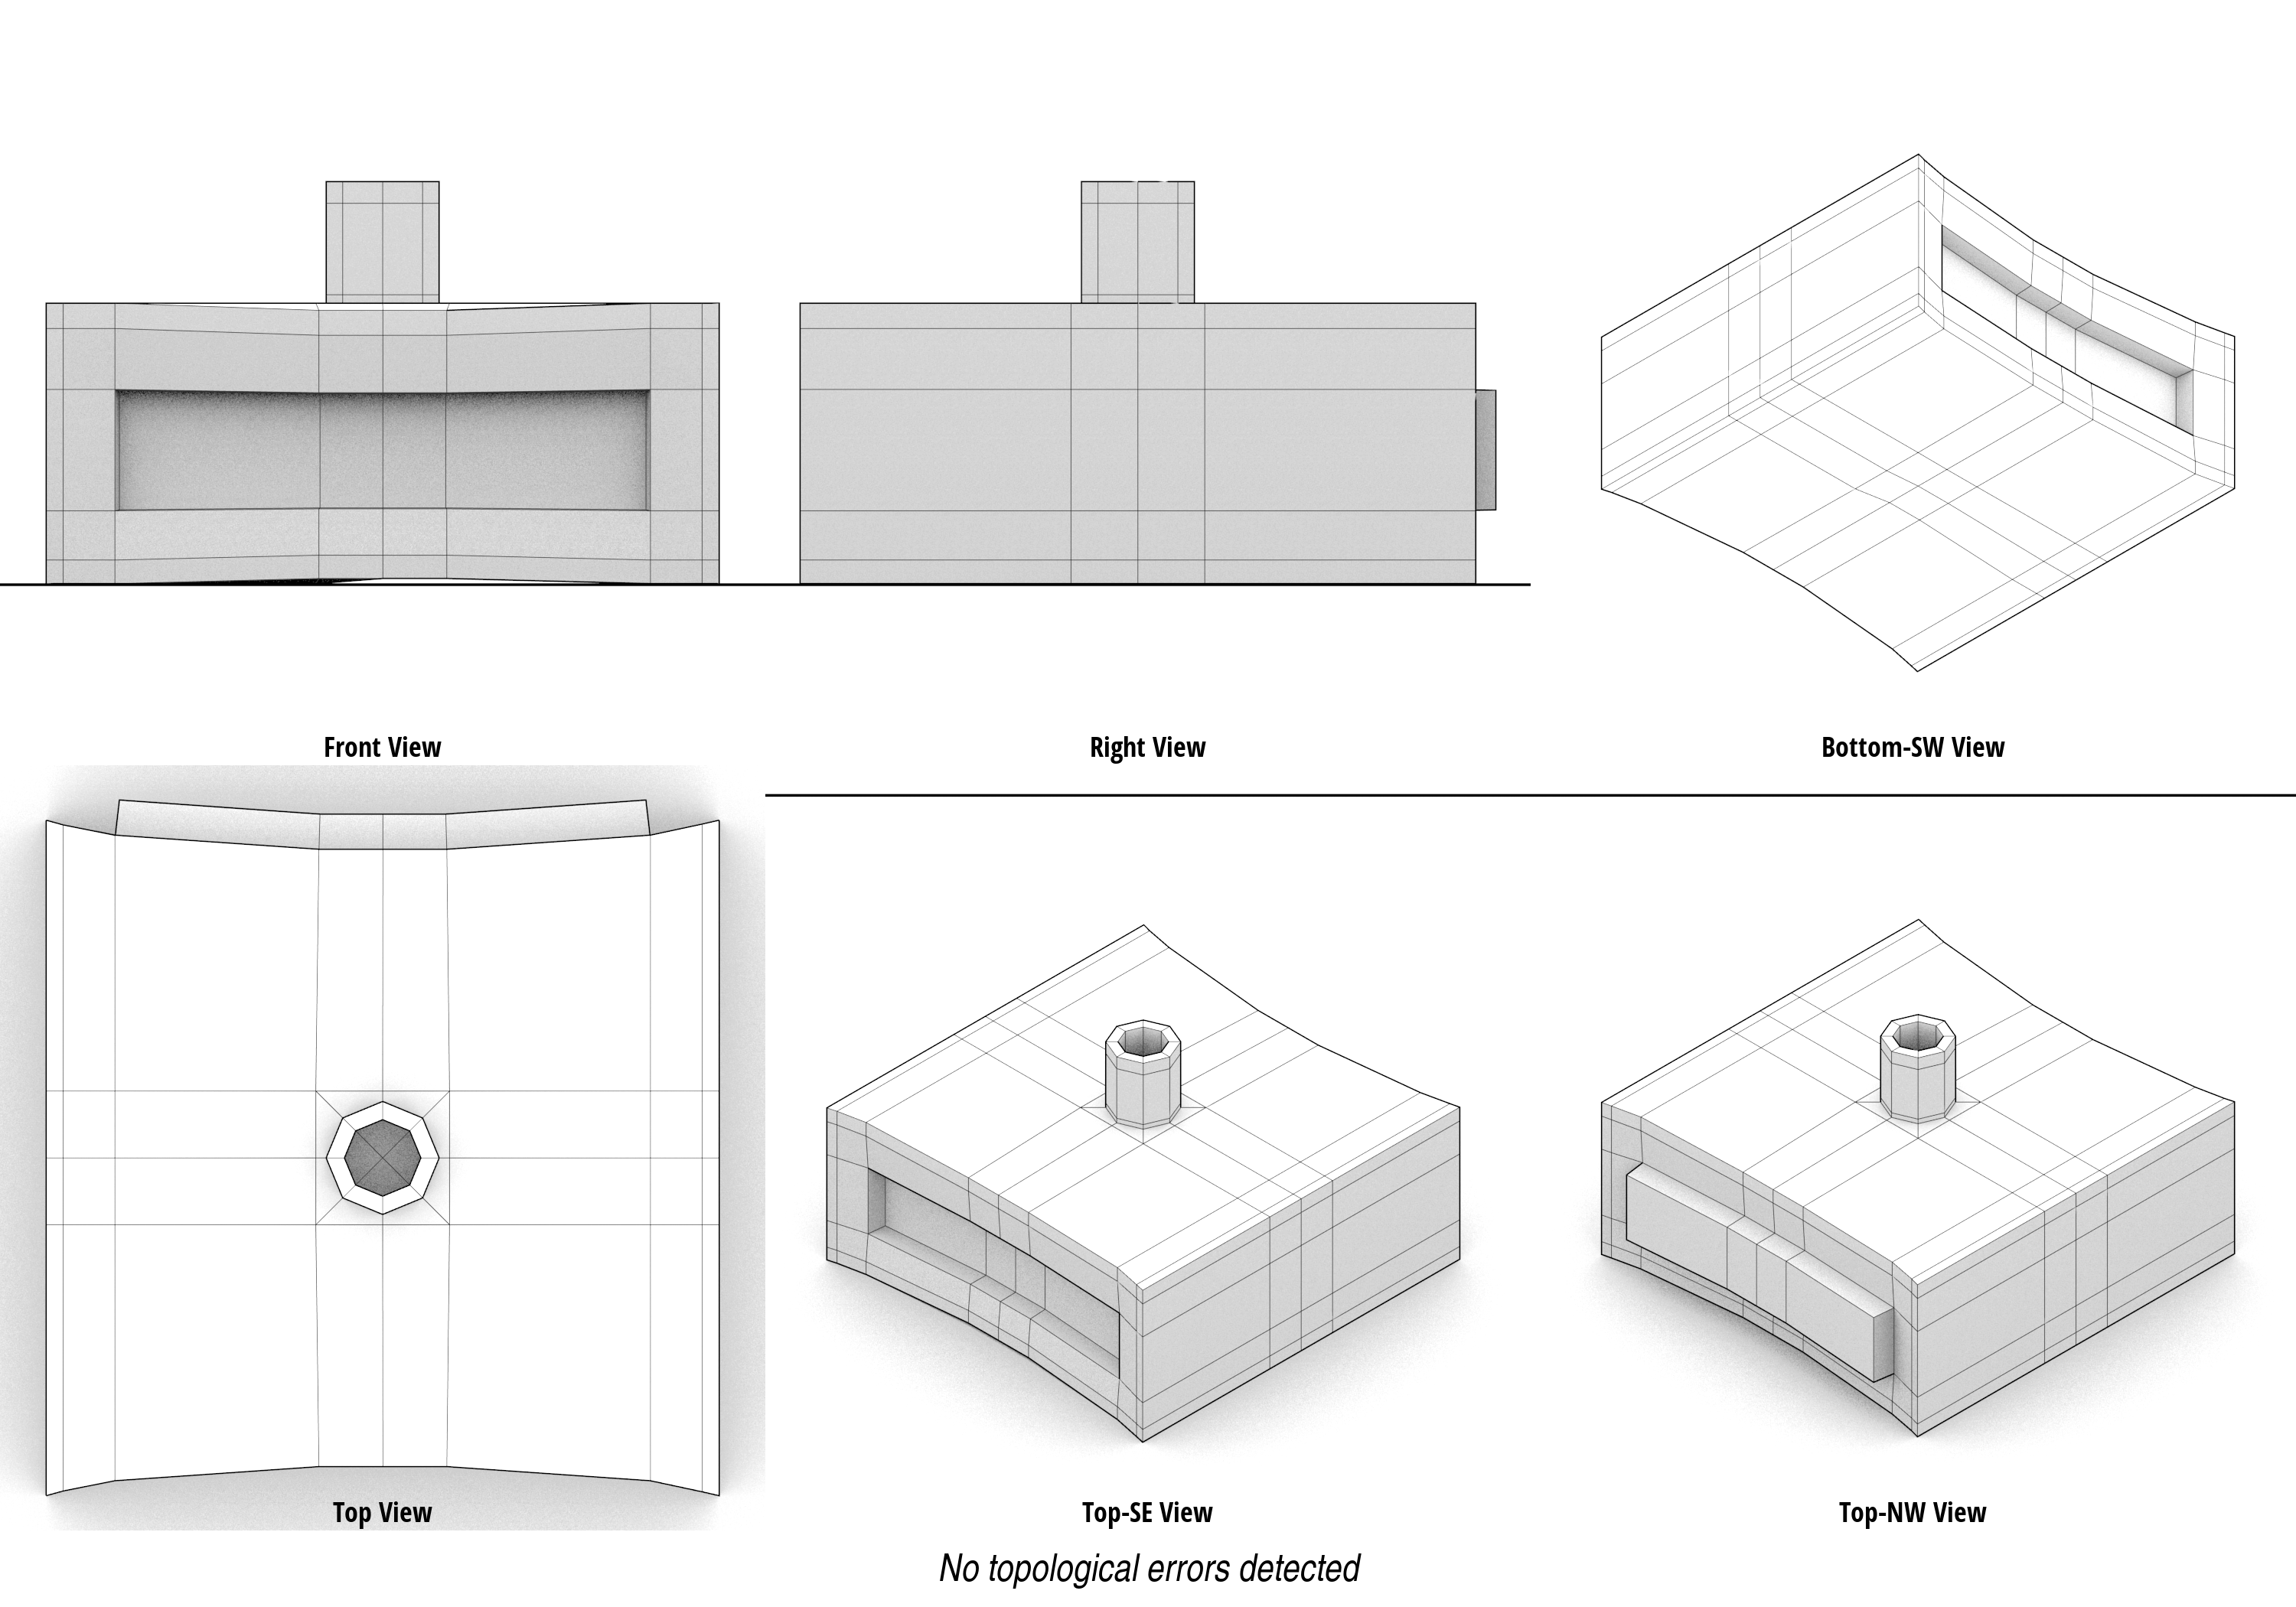 Front View
Right View
Bottom-SW View
Top View
Top-SE View
Top-NW View
No topological errors detected